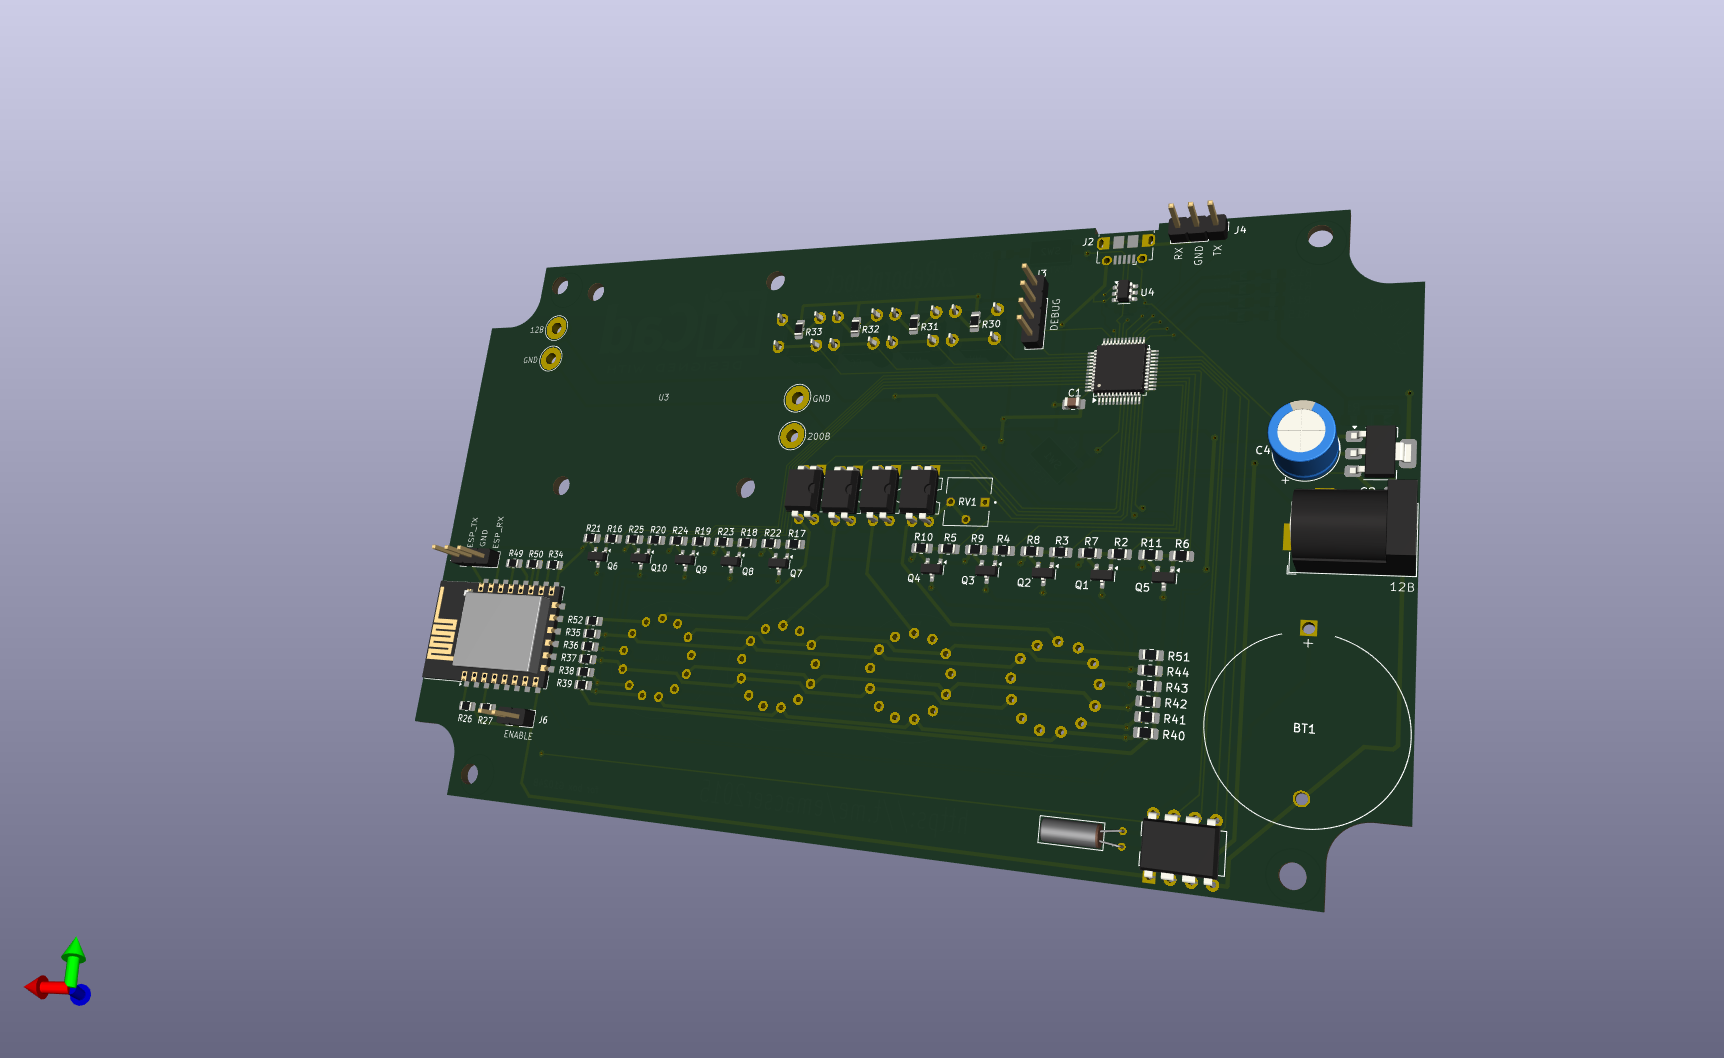 J2
J4
RX
GND
TX
J3
DEBUG
U4
12В
GND
R33
R32
R31
R30
U3
GND
200В
C1
C4
+
RV1
12В
ESP_TX
GND
ESP_RX
R49
R50
R34
R21
R16
R25
R20
R24
R19
R23
R18
R22
R17
Q6
Q10
Q9
Q8
Q7
R10
R5
R9
R4
R8
R3
R7
R2
R11
R6
Q4
Q3
Q2
Q1
Q5
R52
R35
R36
R37
R38
R39
R51
R44
R43
R42
R41
R40
+
BT1
R26
R27
J6
ENABLE